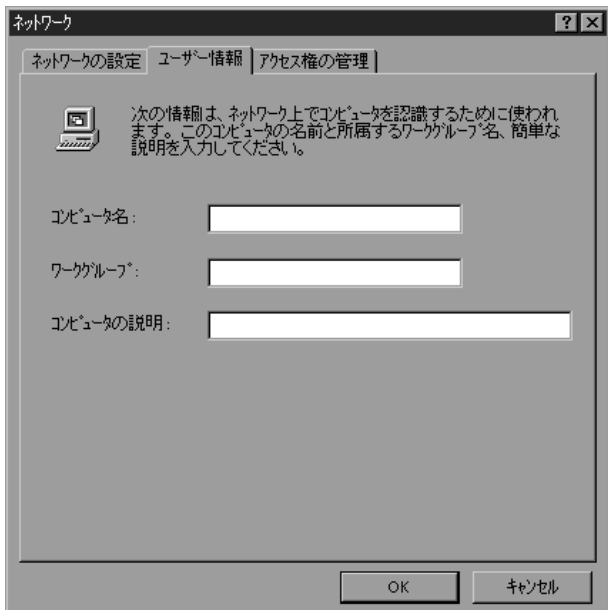 ネットワーク
ネットワークの設定 ユーザー情報 アクセス権の管理
次の情報は、ネットワーク上でコンピュータを認識するために使われ
ます。このコンピュータの名前と所属するワークグループ名、簡単な
説明を入力してください。
コンピュータ名:
ワークグループ:
コンピュータの説明:
OK キャンセル